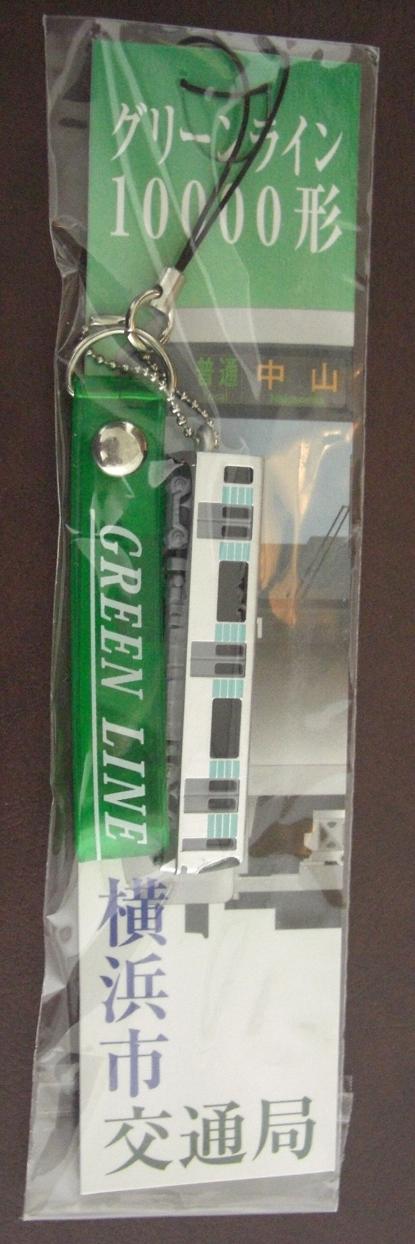 グリーンライン
10000形
普通 中山
GREEN LINE
横浜市
交通局